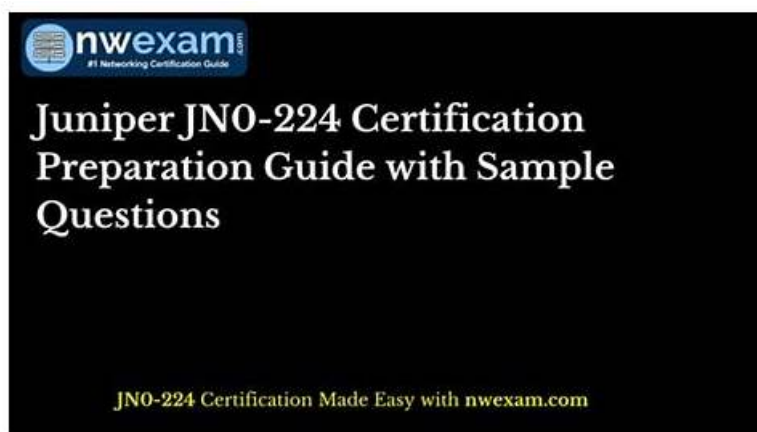 nwexam.com
#1 Networking Certification Guide
Juniper JN0-224 Certification
Preparation Guide with Sample
Questions
JN0-224 Certification Made Easy with nwexam.com